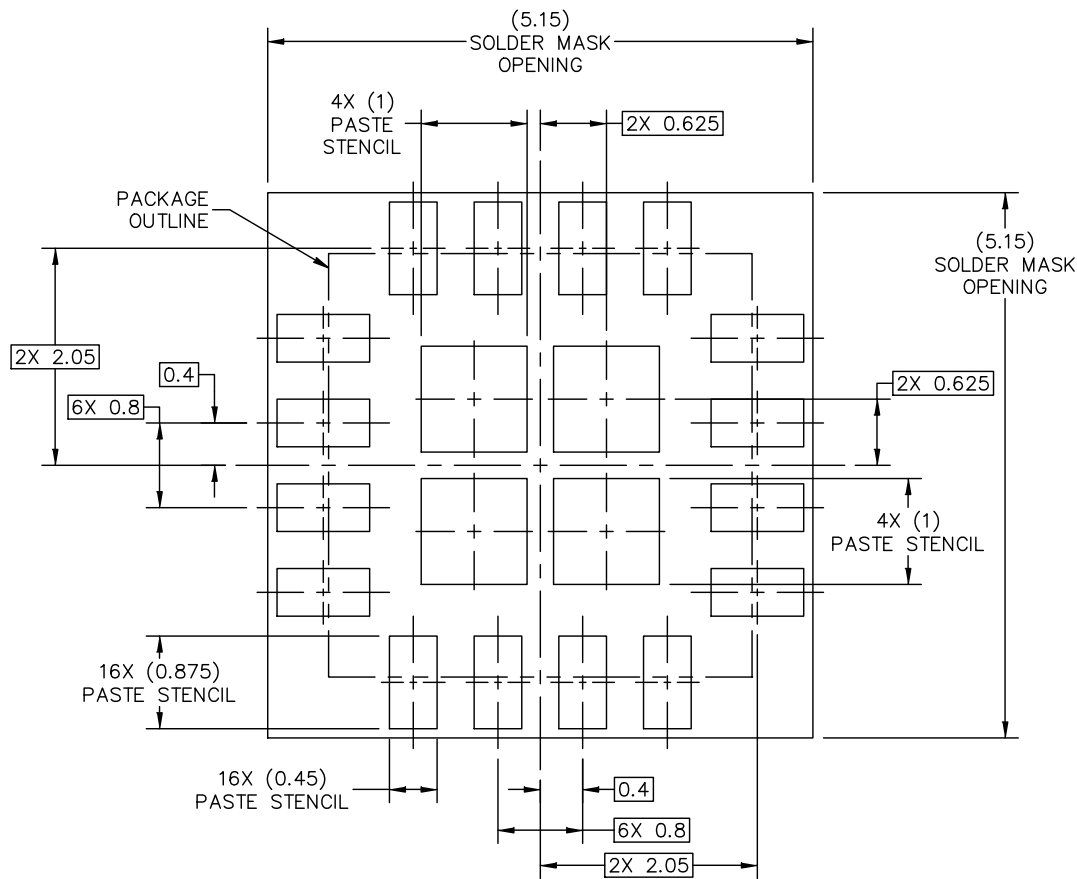 (5.15)
SOLDER MASK
OPENING
4X (1)
PASTE
STENCIL
2X 0.625
PACKAGE
OUTLINE
(5.15)
SOLDER MASK
OPENING
2X 2.05
0.4
6X 0.8
2X 0.625
4X (1)
PASTE STENCIL
16X (0.875)
PASTE STENCIL
16X (0.45)
PASTE STENCIL
0.4
6X 0.8
2X 2.05